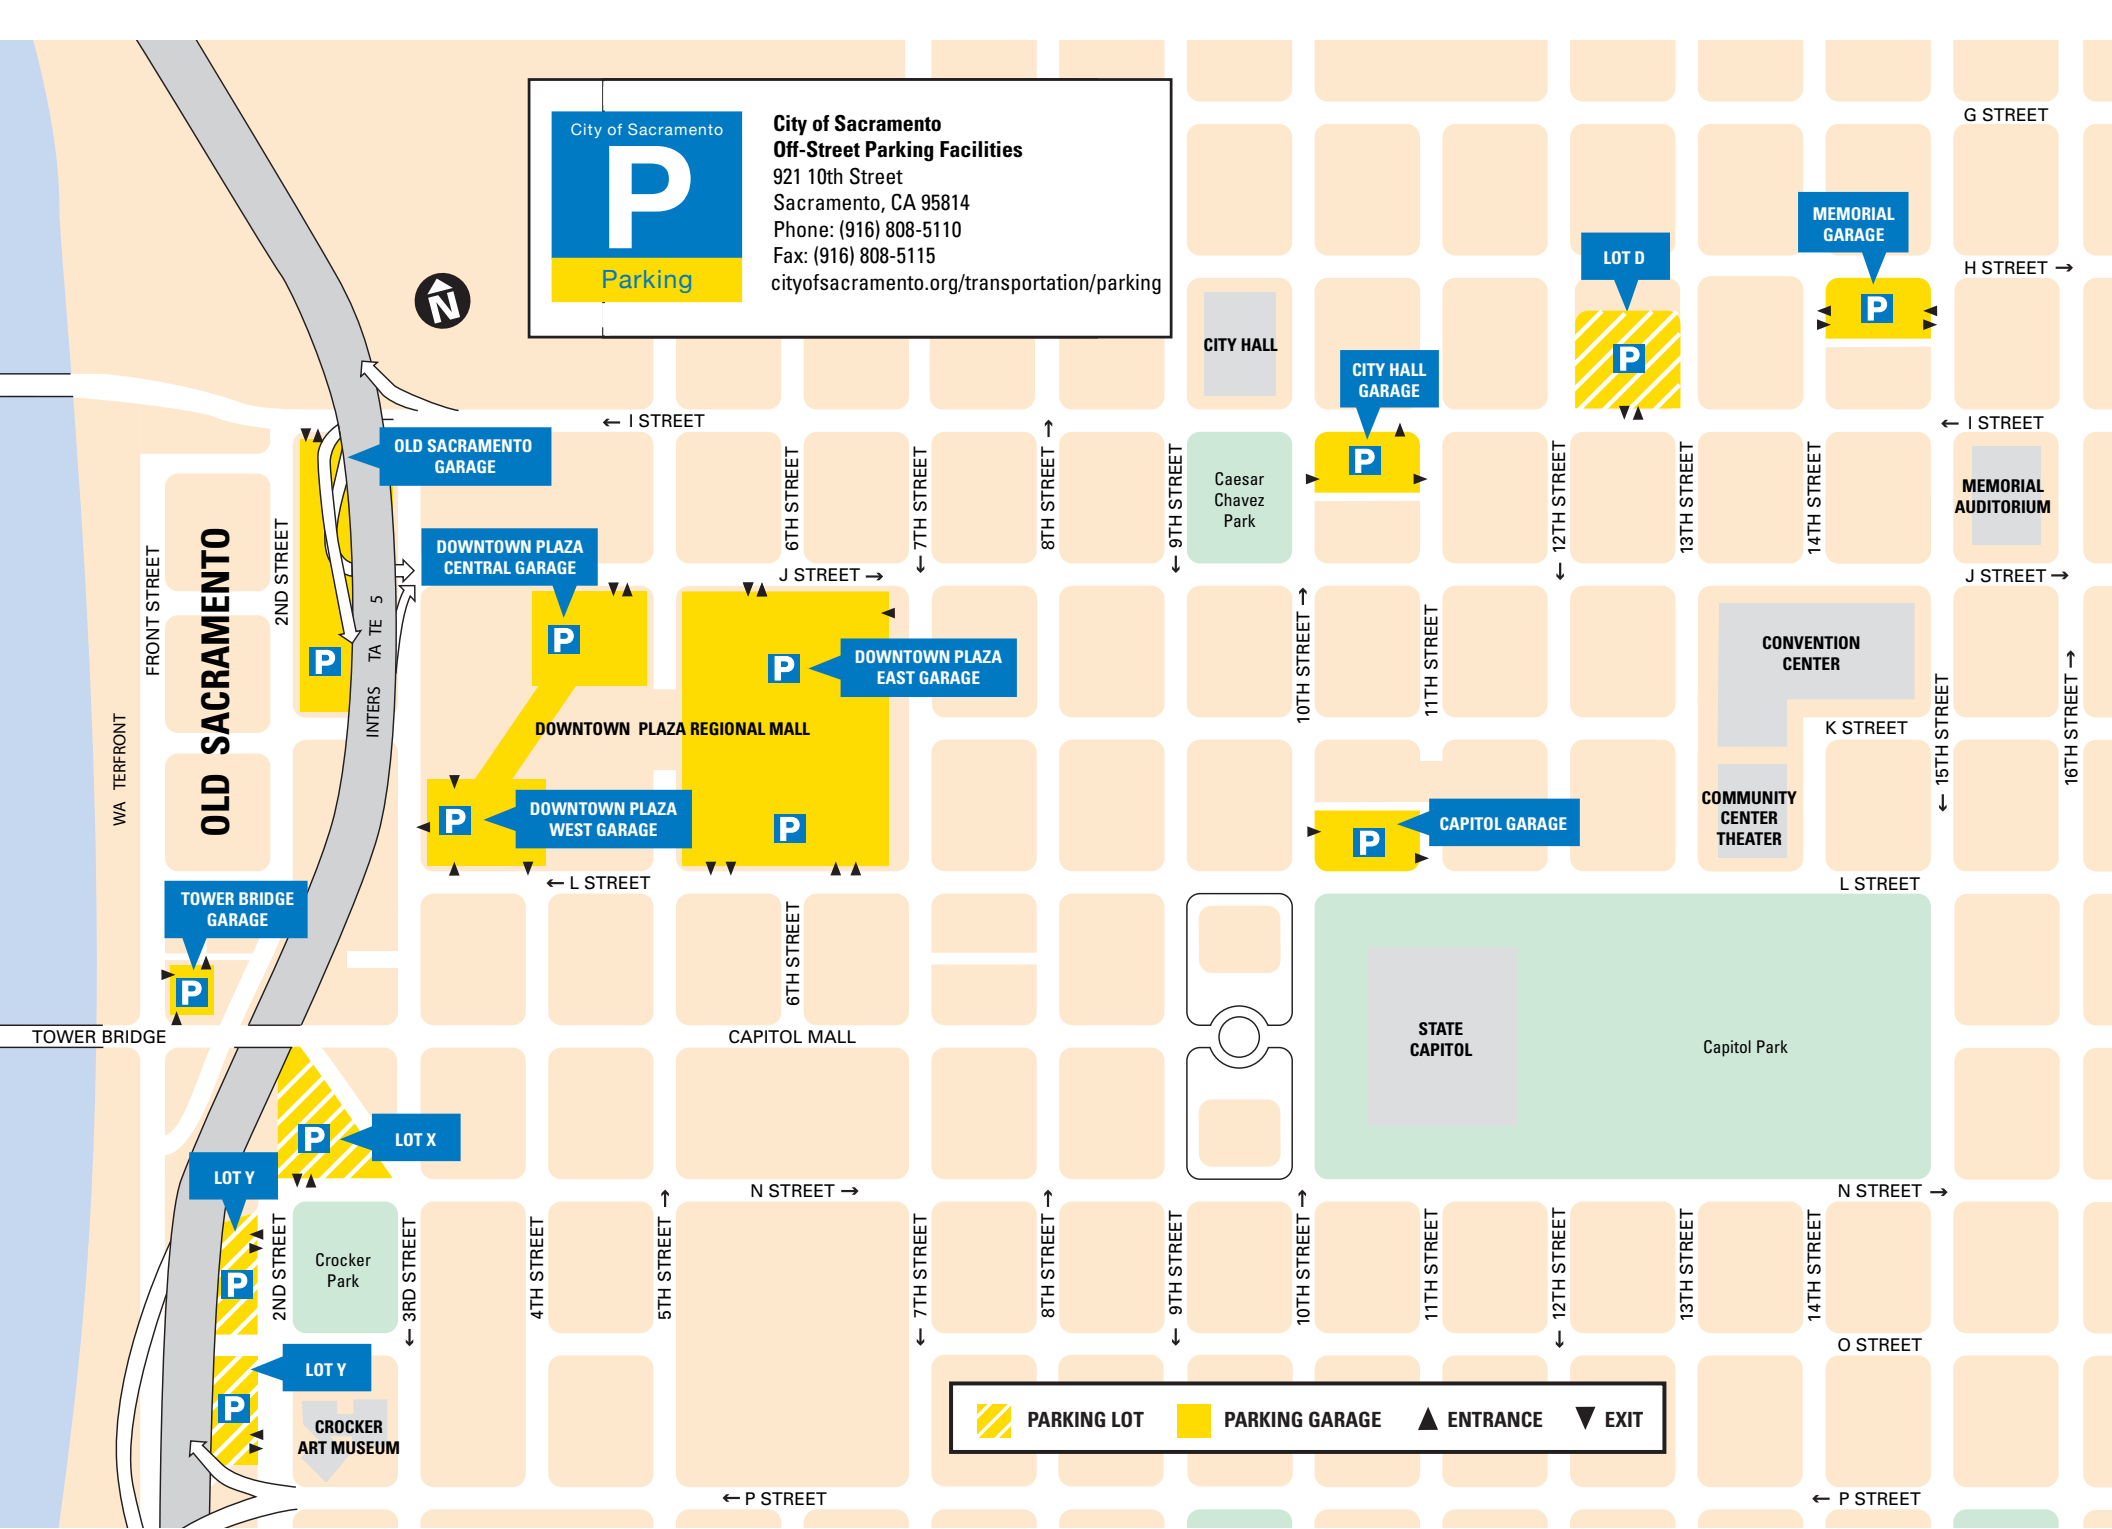 City of Sacramento
P
Parking
City of Sacramento
Off-Street Parking Facilities
921 10th Street
Sacramento, CA 95814
Phone: (916) 808-5110
Fax: (916) 808-5115
cityofsacramento.org/transportation/parking
N
G STREET
MEMORIAL
GARAGE
P
LOT D
P
H STREET →
CITY HALL
CITY HALL
GARAGE
P
← I STREET
← I STREET
OLD SACRAMENTO
GARAGE
P
Caesar
Chavez
Park
MEMORIAL
AUDITORIUM
6TH STREET
7TH STREET →
8TH STREET →
9TH STREET →
12TH STREET →
13TH STREET
14TH STREET
2ND STREET
FRONT STREET
OLD SACRAMENTO
WA TERFRONT
INTERS TA TE 5
DOWNTOWN PLAZA
CENTRAL GARAGE
P
J STREET →
J STREET →
DOWNTOWN PLAZA
EAST GARAGE
P
P
10TH STREET →
11TH STREET
CONVENTION
CENTER
DOWNTOWN PLAZA REGIONAL MALL
K STREET
15TH STREET →
16TH STREET →
DOWNTOWN PLAZA
WEST GARAGE
P
CAPITOL GARAGE
P
COMMUNITY
CENTER
THEATER
← L STREET
L STREET
TOWER BRIDGE
GARAGE
P
6TH STREET
TOWER BRIDGE
CAPITOL MALL
STATE
CAPITOL
Capitol Park
LOT X
P
LOT Y
P
N STREET →
N STREET →
2ND STREET
Crocker
Park
3RD STREET →
4TH STREET
5TH STREET →
7TH STREET →
8TH STREET →
9TH STREET →
10TH STREET →
11TH STREET
12TH STREET →
13TH STREET
14TH STREET
O STREET
LOT Y
P
CROCKER
ART MUSEUM
PARKING LOT
PARKING GARAGE
▲ ENTRANCE
▼ EXIT
← P STREET
← P STREET